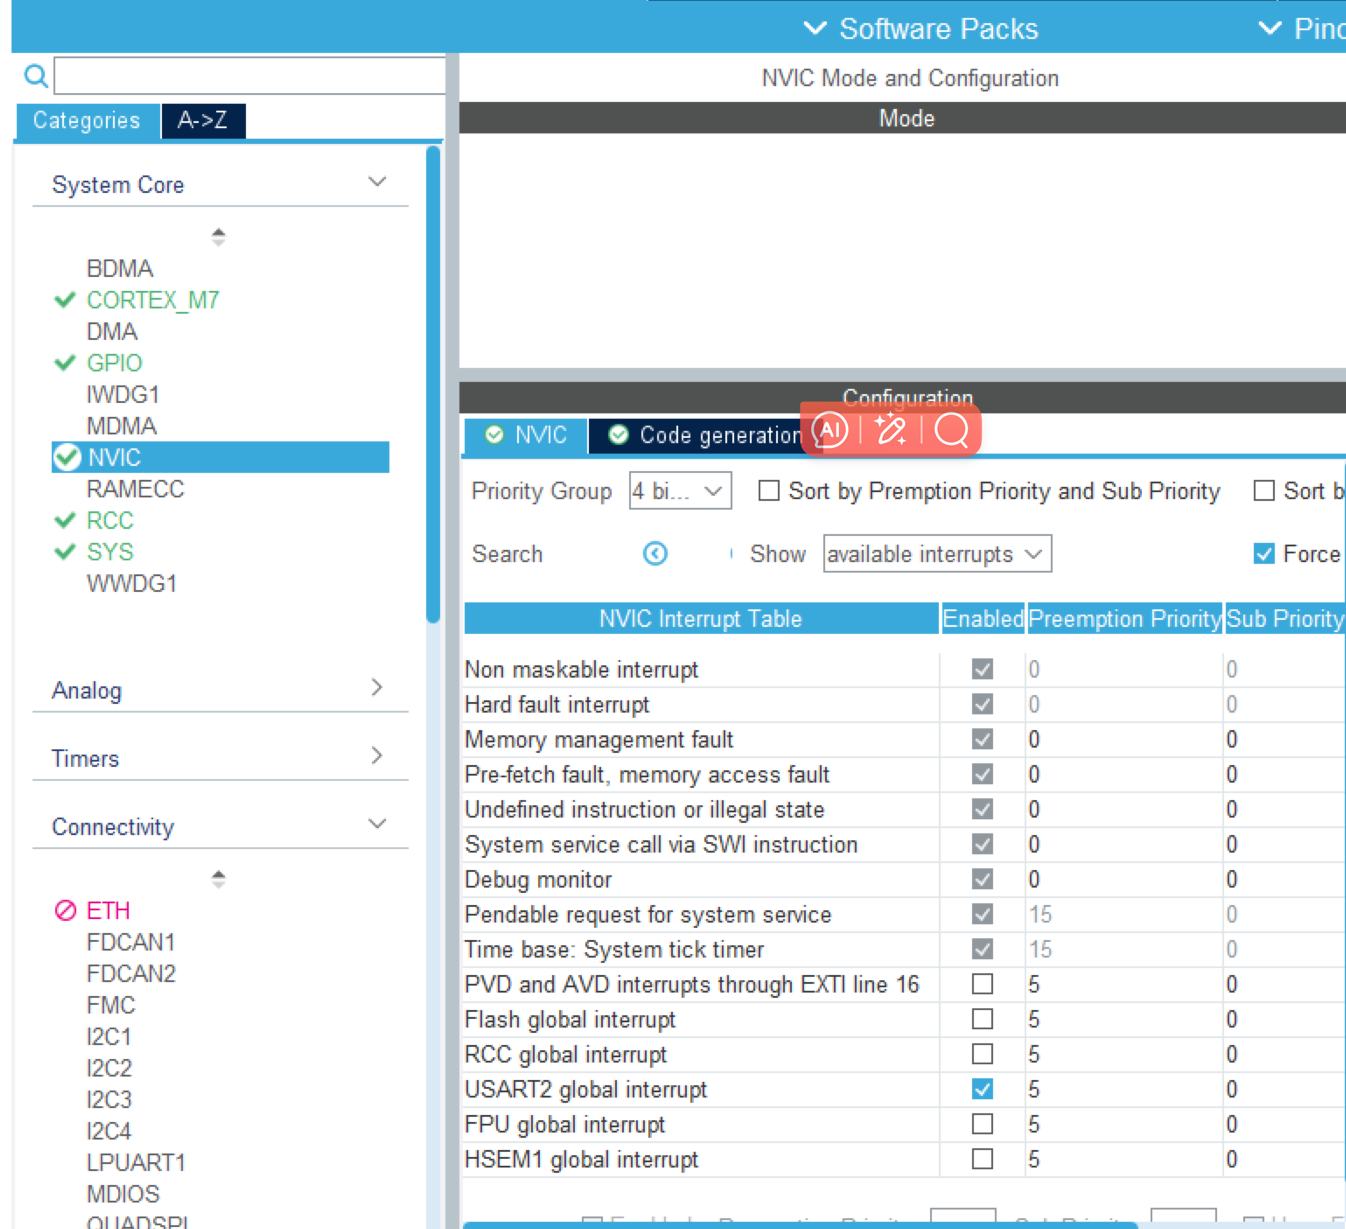 Software Packs
NVIC Mode and Configuration
Categories
A->Z
Mode
System Core
BDMA
CORTEX_M7
DMA
GPIO
IWDG1
MDMA
NVIC
RAMECC
RCC
SYS
WWDG1
Analog
Timers
Connectivity
ETH
FDCAN1
FDCAN2
FMC
I2C1
I2C2
I2C3
I2C4
LPUART1
MDIOS
QUADSPI
Configuration
NVIC
Code generation
AI
Priority Group 4 bi... Sort by Premption Priority and Sub Priority Sort b
Search Show available interrupts Force
NVIC Interrupt Table Enabled Preemption Priority Sub Priority
Non maskable interrupt 0 0
Hard fault interrupt 0 0
Memory management fault 0 0
Pre-fetch fault, memory access fault 0 0
Undefined instruction or illegal state 0 0
System service call via SWI instruction 0 0
Debug monitor 0 0
Pendable request for system service 15 0
Time base: System tick timer 15 0
PVD and AVD interrupts through EXTI line 16 5 0
Flash global interrupt 5 0
RCC global interrupt 5 0
USART2 global interrupt 5 0
FPU global interrupt 5 0
HSEM1 global interrupt 5 0